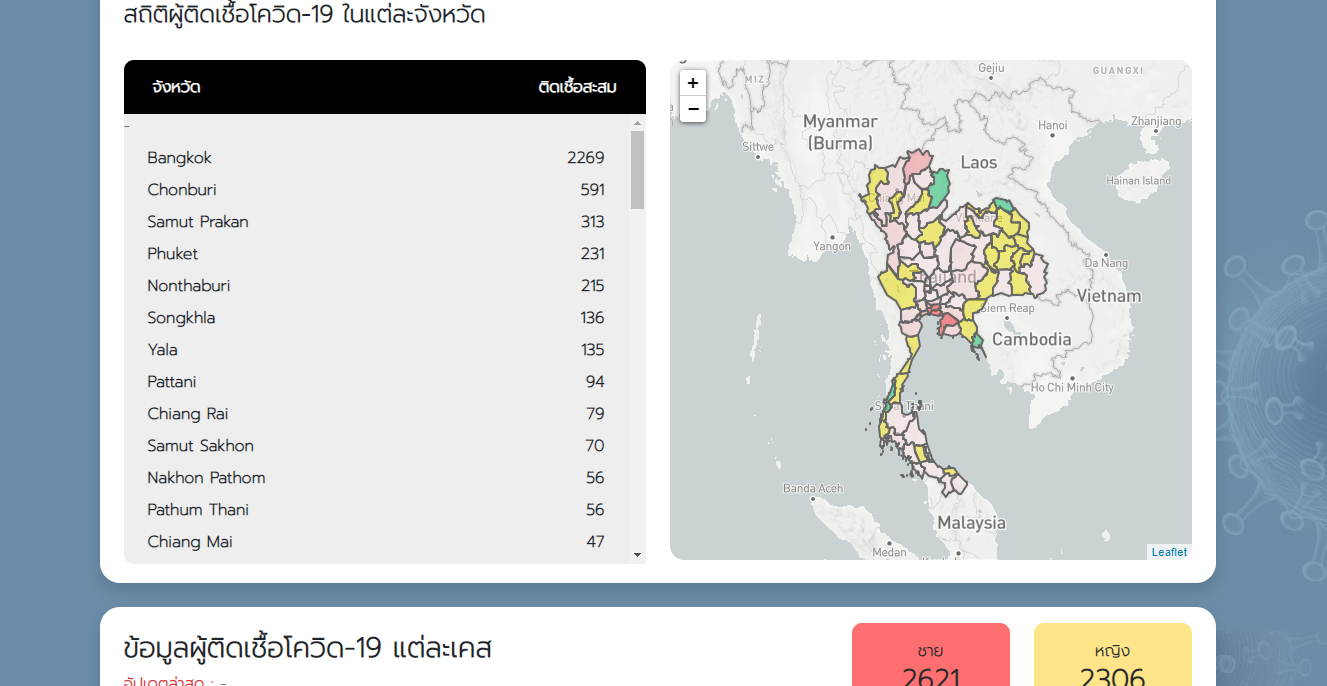 สถิติผู้ติดเชื้อโควิด-19 ในแต่ละจังหวัด
จังหวัด ติดเชื้อสะสม
-
Bangkok 2269
Chonburi 591
Samut Prakan 313
Phuket 231
Nonthaburi 215
Songkhla 136
Yala 135
Pattani 94
Chiang Rai 79
Samut Sakhon 70
Nakhon Pathom 56
Pathum Thani 56
Chiang Mai 47
+
−
MIZ.
Gejiu
GUANGXI
Myanmar
(Burma)
Hanoi
Zhanjiang
Sittwe
Laos
Hainan Island
Yangon
Da Nang
Thailand
Vietnam
Siem Reap
Cambodia
Ho Chi Minh City
Banda Aceh
Malaysia
Medan
Leaflet
ข้อมูลผู้ติดเชื้อโควิด-19 แต่ละเคส
อัปเดตล่าสุด : -
ชาย
2621
หญิง
2306